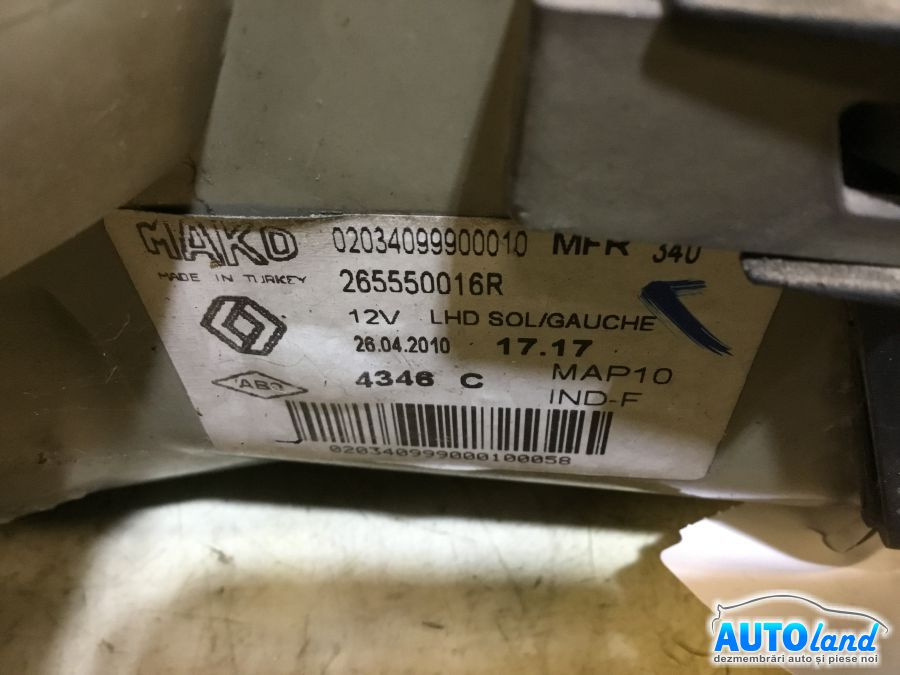 MAKO 02034099900010 MFR 340
MADE IN TURKEY 265550016R
12V LHD SOL/GAUCHE
26.04.2010 17.17
4346 C MAP10
IND-F
020340999000100058
AUTOland
dezmembrări auto și piese noi